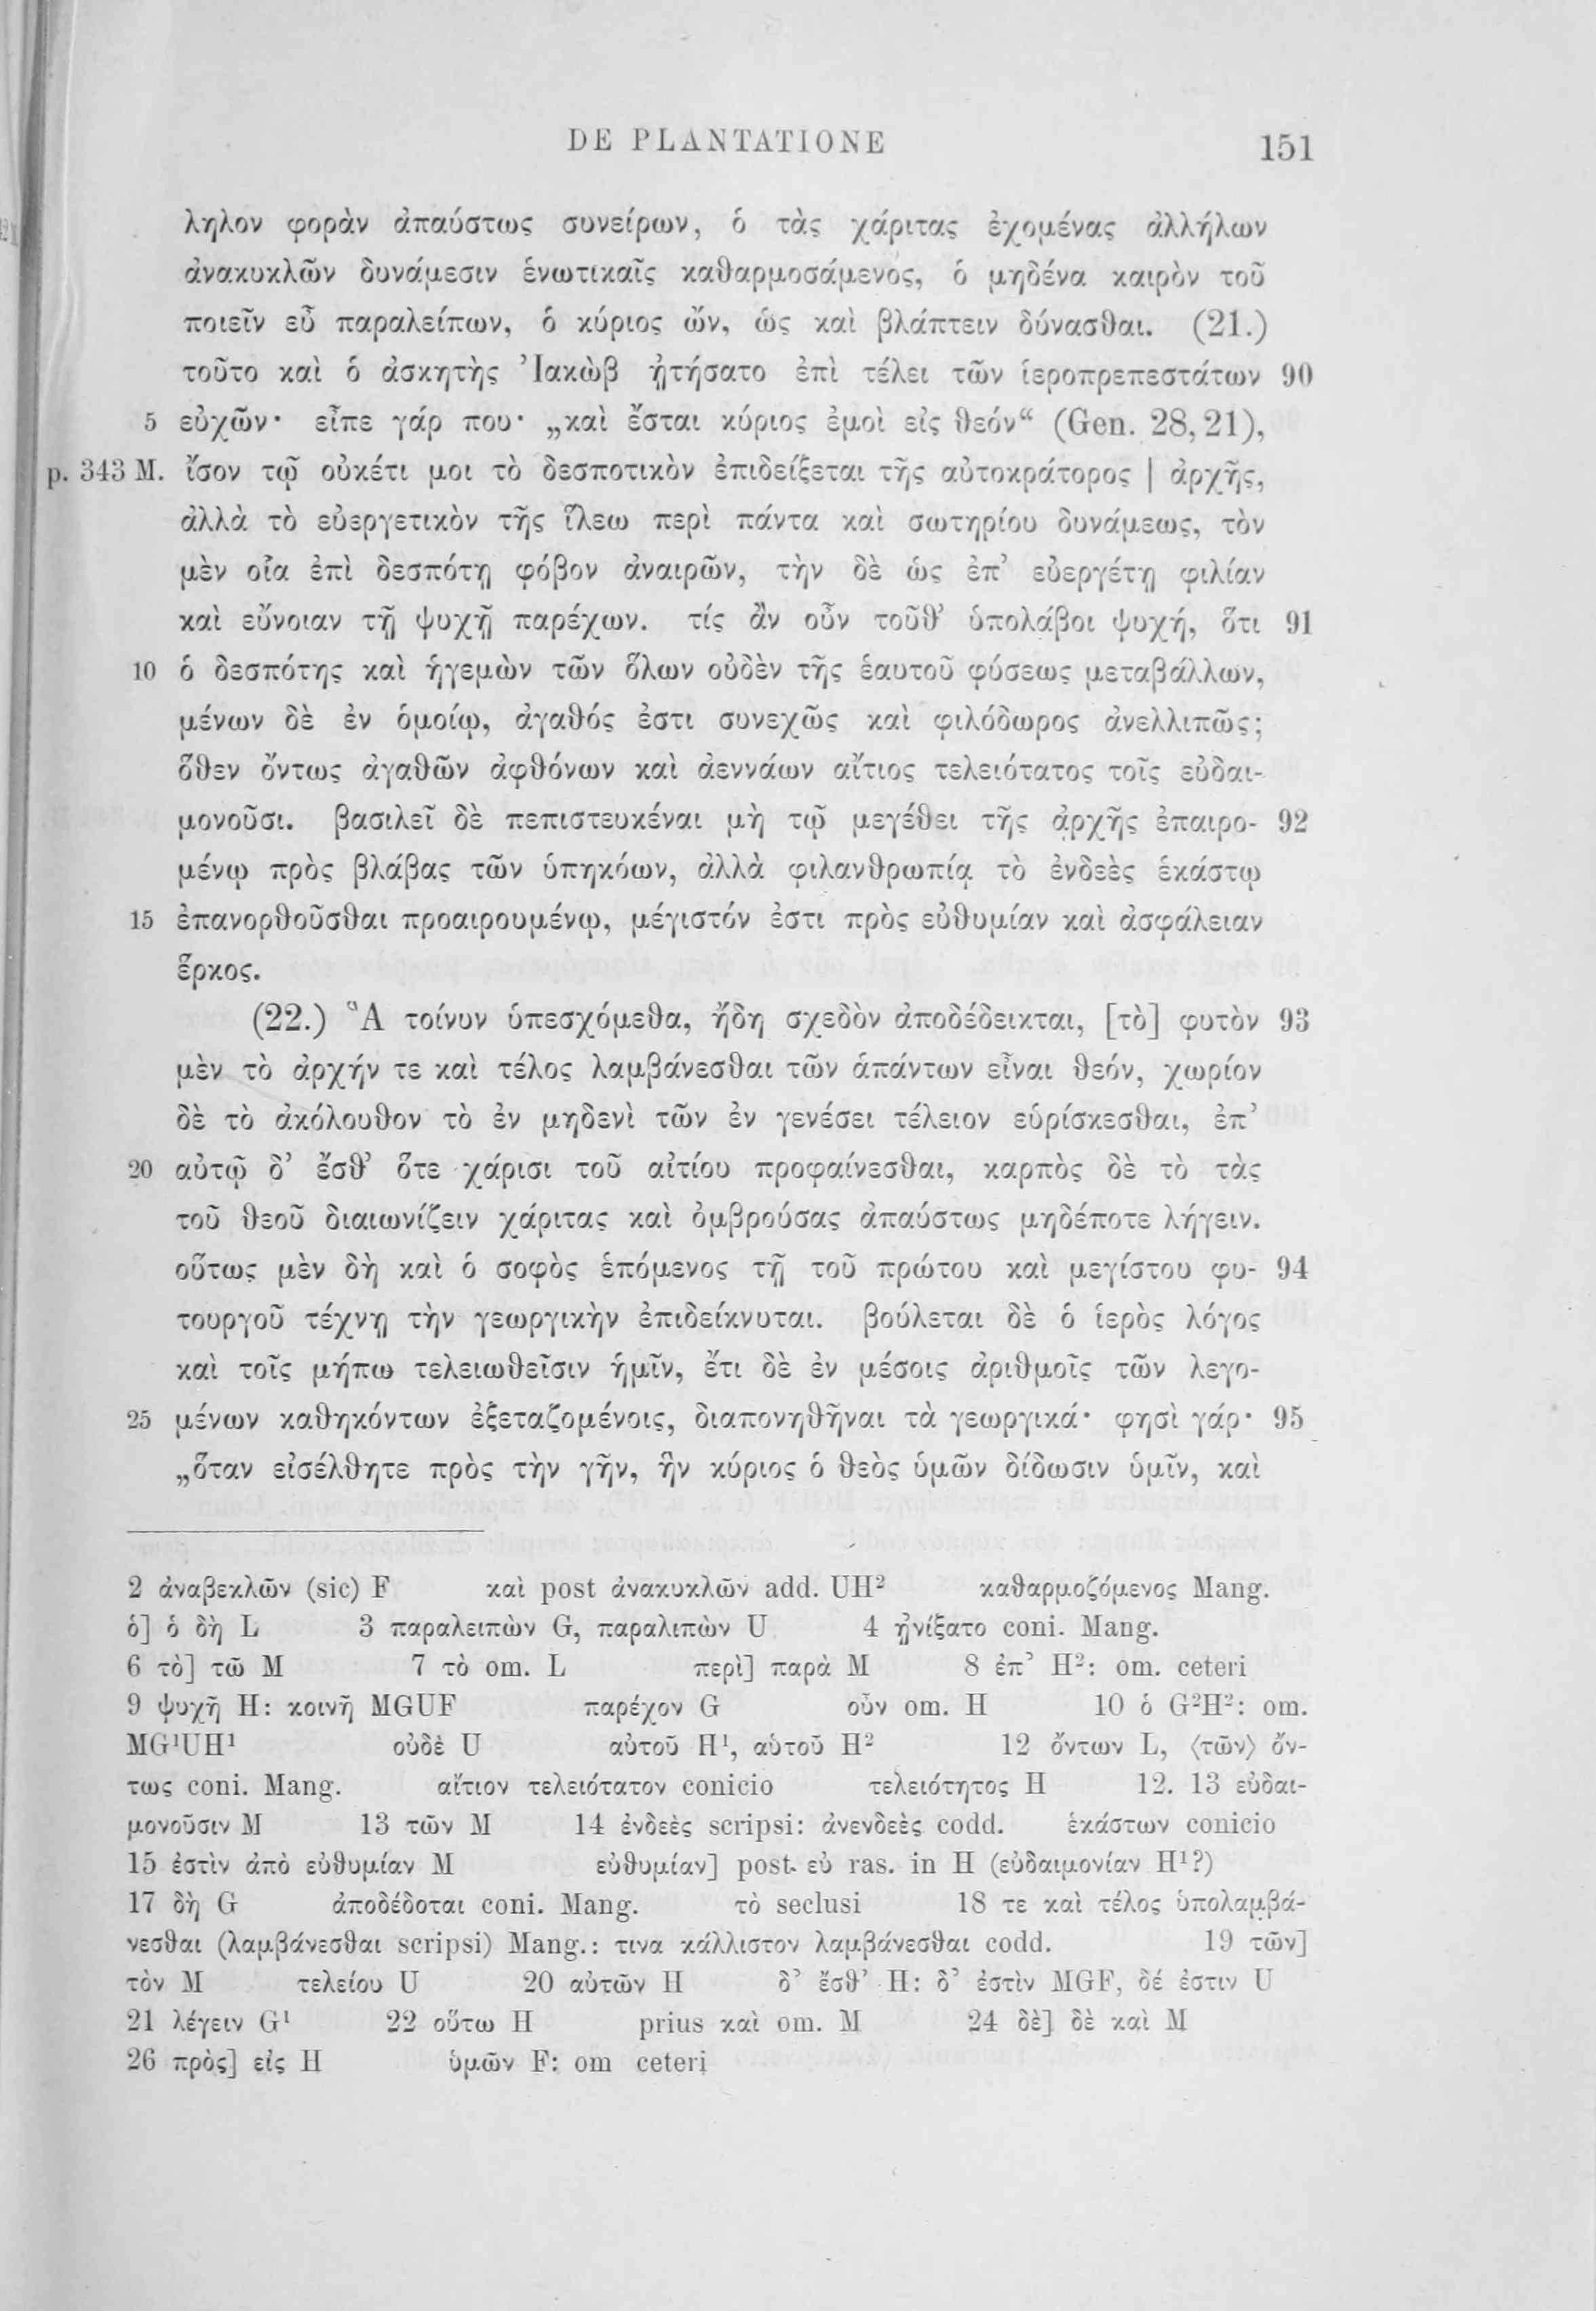 DE PLANTATIONE 151
ληλον φορὰν ἀπαύστως συνείρων, ὁ τὰς χάριτας ἐχομένας ἀλλήλων
ἀνακυκλῶν δυνάμεσιν ἑνωτικαῖς καθαρμοσάμενος, ὁ μηδένα καιρὸν τοῦ
ποιεῖν εὖ παραλείπων, ὁ κύριος ὤν, ὡς καὶ βλάπτειν δύνασθαι. (21.)
τοῦτο καὶ ὁ ἀσκητὴς Ἰακὼβ ᾐτήσατο ἐπὶ τέλει τῶν ἱεροπρεπεστάτων 90
5 εὐχῶν· εἶπε γάρ που· „καὶ ἔσται κύριος ἐμοὶ εἰς θεόν“ (Gen. 28, 21),
p. 343 M. ἴσον τῷ οὐκέτι μοι τὸ δεσποτικὸν ἐπιδείξεται τῆς αὐτοκράτορος | ἀρχῆς,
ἀλλὰ τὸ εὐεργετικὸν τῆς ἵλεω περὶ πάντα καὶ σωτηρίου δυνάμεως, τὸν
μὲν οἷα ἐπὶ δεσπότῃ φόβον ἀναιρῶν, τὴν δὲ ὡς ἐπ’ εὐεργέτῃ φιλίαν
καὶ εὔνοιαν τῇ ψυχῇ παρέχων. τίς ἂν οὖν τοῦθ’ ὑπολάβοι ψυχή, ὅτι 91
10 ὁ δεσπότης καὶ ἡγεμὼν τῶν ὅλων οὐδὲν τῆς ἑαυτοῦ φύσεως μεταβάλλων,
μένων δὲ ἐν ὁμοίῳ, ἀγαθός ἐστι συνεχῶς καὶ φιλόδωρος ἀνελλιπῶς;
ὅθεν ὄντως ἀγαθῶν ἀφθόνων καὶ ἀεννάων αἴτιος τελειότατος τοῖς εὐδαι-
μονοῦσι. βασιλεῖ δὲ πεπιστευκέναι μὴ τῷ μεγέθει τῆς ἀρχῆς ἐπαιρο- 92
μένῳ πρὸς βλάβας τῶν ὑπηκόων, ἀλλὰ φιλανθρωπίᾳ τὸ ἐνδεὲς ἑκάστῳ
15 ἐπανορθοῦσθαι προαιρουμένῳ, μέγιστόν ἐστι πρὸς εὐθυμίαν καὶ ἀσφάλειαν
ἕρκος.
(22.) Ἃ τοίνυν ὑπεσχόμεθα, ἤδη σχεδὸν ἀποδέδεικται, [τὸ] φυτὸν 93
μὲν τὸ ἀρχήν τε καὶ τέλος λαμβάνεσθαι τῶν ἁπάντων εἶναι θεόν, χωρίον
δὲ τὸ ἀκόλουθον τὸ ἐν μηδενὶ τῶν ἐν γενέσει τέλειον εὑρίσκεσθαι, ἐπ’
20 αὐτῷ δ’ ἔσθ’ ὅτε χάρισι τοῦ αἰτίου προφαίνεσθαι, καρπὸς δὲ τὸ τὰς
τοῦ θεοῦ διαιωνίζειν χάριτας καὶ ὀμβρούσας ἀπαύστως μηδέποτε λήγειν.
οὕτως μὲν δὴ καὶ ὁ σοφὸς ἑπόμενος τῇ τοῦ πρώτου καὶ μεγίστου φυ- 94
τουργοῦ τέχνῃ τὴν γεωργικὴν ἐπιδείκνυται. βούλεται δὲ ὁ ἱερὸς λόγος
καὶ τοῖς μήπω τελειωθεῖσιν ἡμῖν, ἔτι δὲ ἐν μέσοις ἀριθμοῖς τῶν λεγο-
25 μένων καθηκόντων ἐξεταζομένοις, διαπονηθῆναι τὰ γεωργικά· φησὶ γάρ· 95
„ὅταν εἰσέλθητε πρὸς τὴν γῆν, ἣν κύριος ὁ θεὸς ὑμῶν δίδωσιν ὑμῖν, καὶ
2 ἀναβεκλῶν (sic) F καὶ post ἀνακυκλῶν add. UH² καθαρμοζόμενος Mang.
ὁ] ὁ δὴ L 3 παραλειπὼν G, παραλιπὼν U 4 ᾐνίξατο coni. Mang.
6 τὸ] τῶ M 7 τὸ om. L περὶ] παρὰ M 8 ἐπ’ H²: om. ceteri
9 ψυχῆ H: κοινῆ MGUF παρέχον G οὖν om. H 10 ὁ G²H²: om.
MG¹UH¹ οὐδὲ U αὐτοῦ H¹, αὑτοῦ H² 12 ὄντων L, ⟨τῶν⟩ ὄν-
τως coni. Mang. αἴτιον τελειότατον conicio τελειότητος H 12. 13 εὐδαι-
μονοῦσιν M 13 τῶν M 14 ἐνδεὲς scripsi: ἀνενδεὲς codd. ἑκάστων conicio
15 ἐστὶν ἀπὸ εὐθυμίαν M εὐθυμίαν] post εὐ ras. in H (εὐδαιμονίαν H¹?)
17 δὴ G ἀποδέδοται coni. Mang. τὸ seclusi 18 τε καὶ τέλος ὑπολαμβά-
νεσθαι (λαμβάνεσθαι scripsi) Mang.: τινα κάλλιστον λαμβάνεσθαι codd. 19 τῶν]
τὸν M τελείου U 20 αὐτῶν H δ’ ἔσθ’ H: δ’ ἐστὶν MGF, δέ ἐστιν U
21 λέγειν G¹ 22 οὕτω H prius καὶ om. M 24 δὲ] δὲ καὶ M
26 πρὸς] εἰς H ὑμῶν F: om ceteri